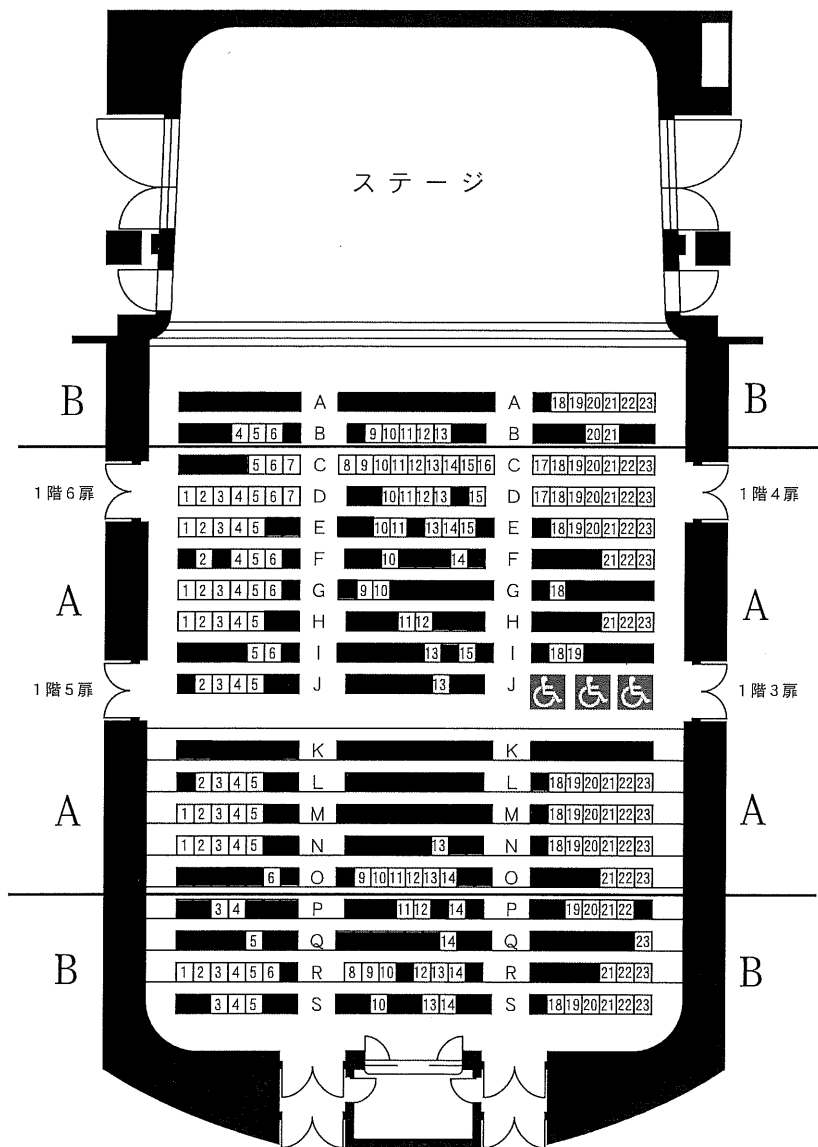 ステージ
B B
A 18 19 20 21 22 23 A
4 5 6 B 9 10 11 12 13 B 20 21
5 6 7 C 8 9 10 11 12 13 14 15 16 C 17 18 19 20 21 22 23
1階6扉 1 2 3 4 5 6 7 D 10 11 12 13 15 D 17 18 19 20 21 22 23 1階4扉
1 2 3 4 5 E 10 11 13 14 15 E 18 19 20 21 22 23
2 4 5 6 F 10 14 F 21 22 23
A 1 2 3 4 5 6 G 9 10 G 18 A
1 2 3 4 5 H 11 12 H 21 22 23
5 6 I 13 15 I 18 19
1階5扉 2 3 4 5 J 13 J 1階3扉
K K
2 3 4 5 L L 18 19 20 21 22 23
A 1 2 3 4 5 M M 18 19 20 21 22 23 A
1 2 3 4 5 N 13 N 18 19 20 21 22 23
6 O 9 10 11 12 13 14 O 21 22 23
3 4 P 11 12 14 P 19 20 21 22
5 Q 14 Q 23
B 1 2 3 4 5 6 R 8 9 10 12 13 14 R 21 22 23 B
3 4 5 S 10 13 14 S 18 19 20 21 22 23